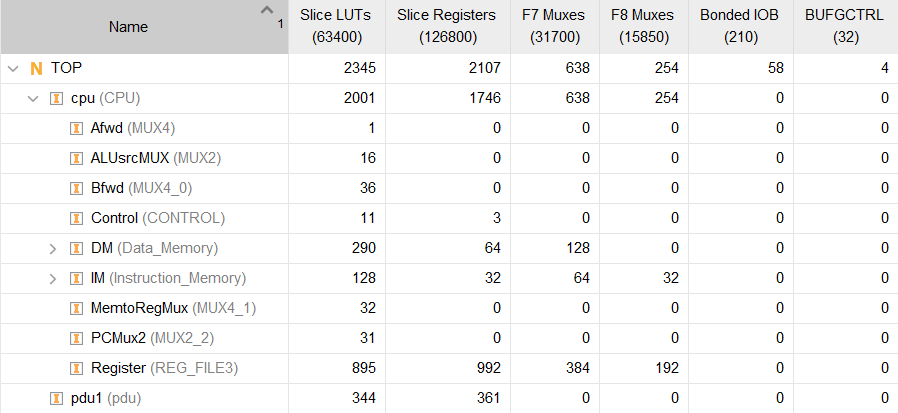 Name 1 Slice LUTs (63400) Slice Registers (126800) F7 Muxes (31700) F8 Muxes (15850) Bonded IOB (210) BUFGCTRL (32)
N TOP 2345 2107 638 254 58 4
cpu (CPU) 2001 1746 638 254 0 0
Afwd (MUX4) 1 0 0 0 0 0
ALUsrcMUX (MUX2) 16 0 0 0 0 0
Bfwd (MUX4_0) 36 0 0 0 0 0
Control (CONTROL) 11 3 0 0 0 0
DM (Data_Memory) 290 64 128 0 0 0
IM (Instruction_Memory) 128 32 64 32 0 0
MemtoRegMux (MUX4_1) 32 0 0 0 0 0
PCMux2 (MUX2_2) 31 0 0 0 0 0
Register (REG_FILE3) 895 992 384 192 0 0
pdu1 (pdu) 344 361 0 0 0 0